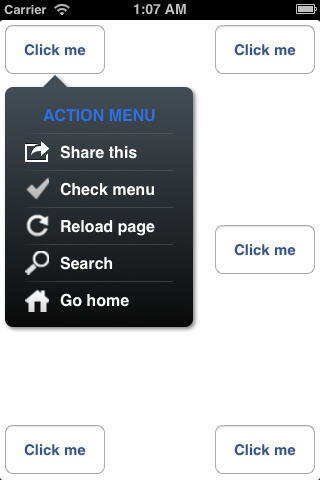 Carrier 1:07 AM
Click me Click me
ACTION MENU
Share this
Check menu
Reload page
Search
Go home
Click me
Click me Click me